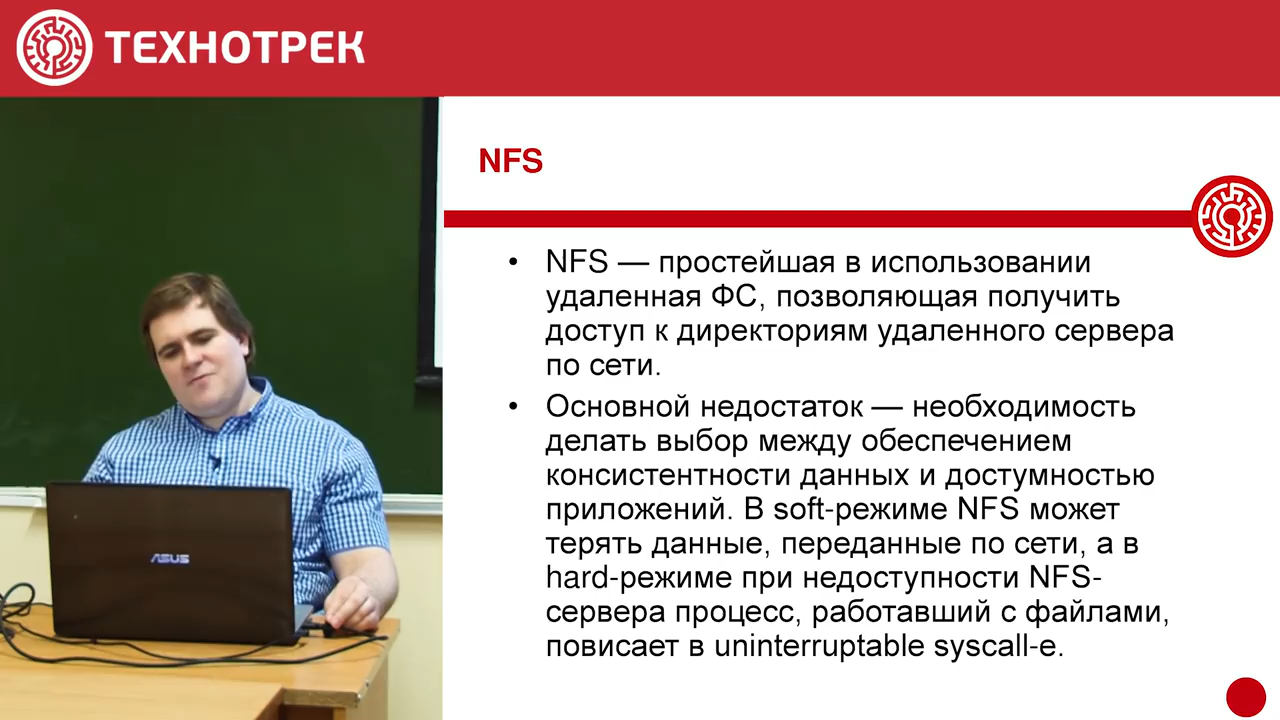 ТЕХНОТРЕК
NFS
• NFS — простейшая в использовании
удаленная ФС, позволяющая получить
доступ к директориям удаленного сервера
по сети.
• Основной недостаток — необходимость
делать выбор между обеспечением
консистентности данных и достумностью
приложений. В soft-режиме NFS может
терять данные, переданные по сети, а в
hard-режиме при недоступности NFS-
сервера процесс, работавший с файлами,
повисает в uninterruptable syscall-е.
ASUS